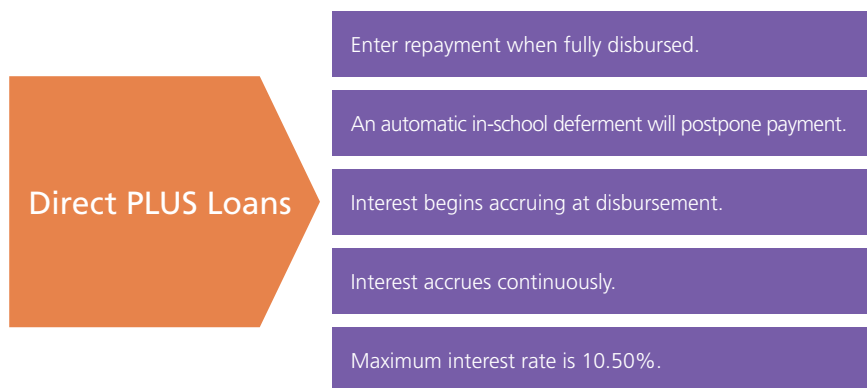 Direct PLUS Loans
Enter repayment when fully disbursed.
An automatic in-school deferment will postpone payment.
Interest begins accruing at disbursement.
Interest accrues continuously.
Maximum interest rate is 10.50%.